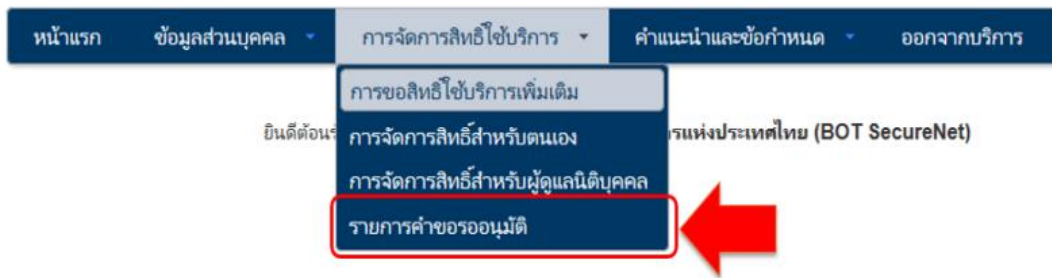 หน้าแรก ข้อมูลส่วนบุคคล การจัดการสิทธิ์ใช้บริการ คำแนะนำและข้อกำหนด ออกจากบริการ
การขอสิทธิ์ใช้บริการเพิ่มเติม
ยินดีต้อนรั การจัดการสิทธิ์สำหรับตนเอง ารแห่งประเทศไทย (BOT SecureNet)
การจัดการสิทธิ์สำหรับผู้ดูแลนิติบุคคล
รายการคำขอรออนุมัติ